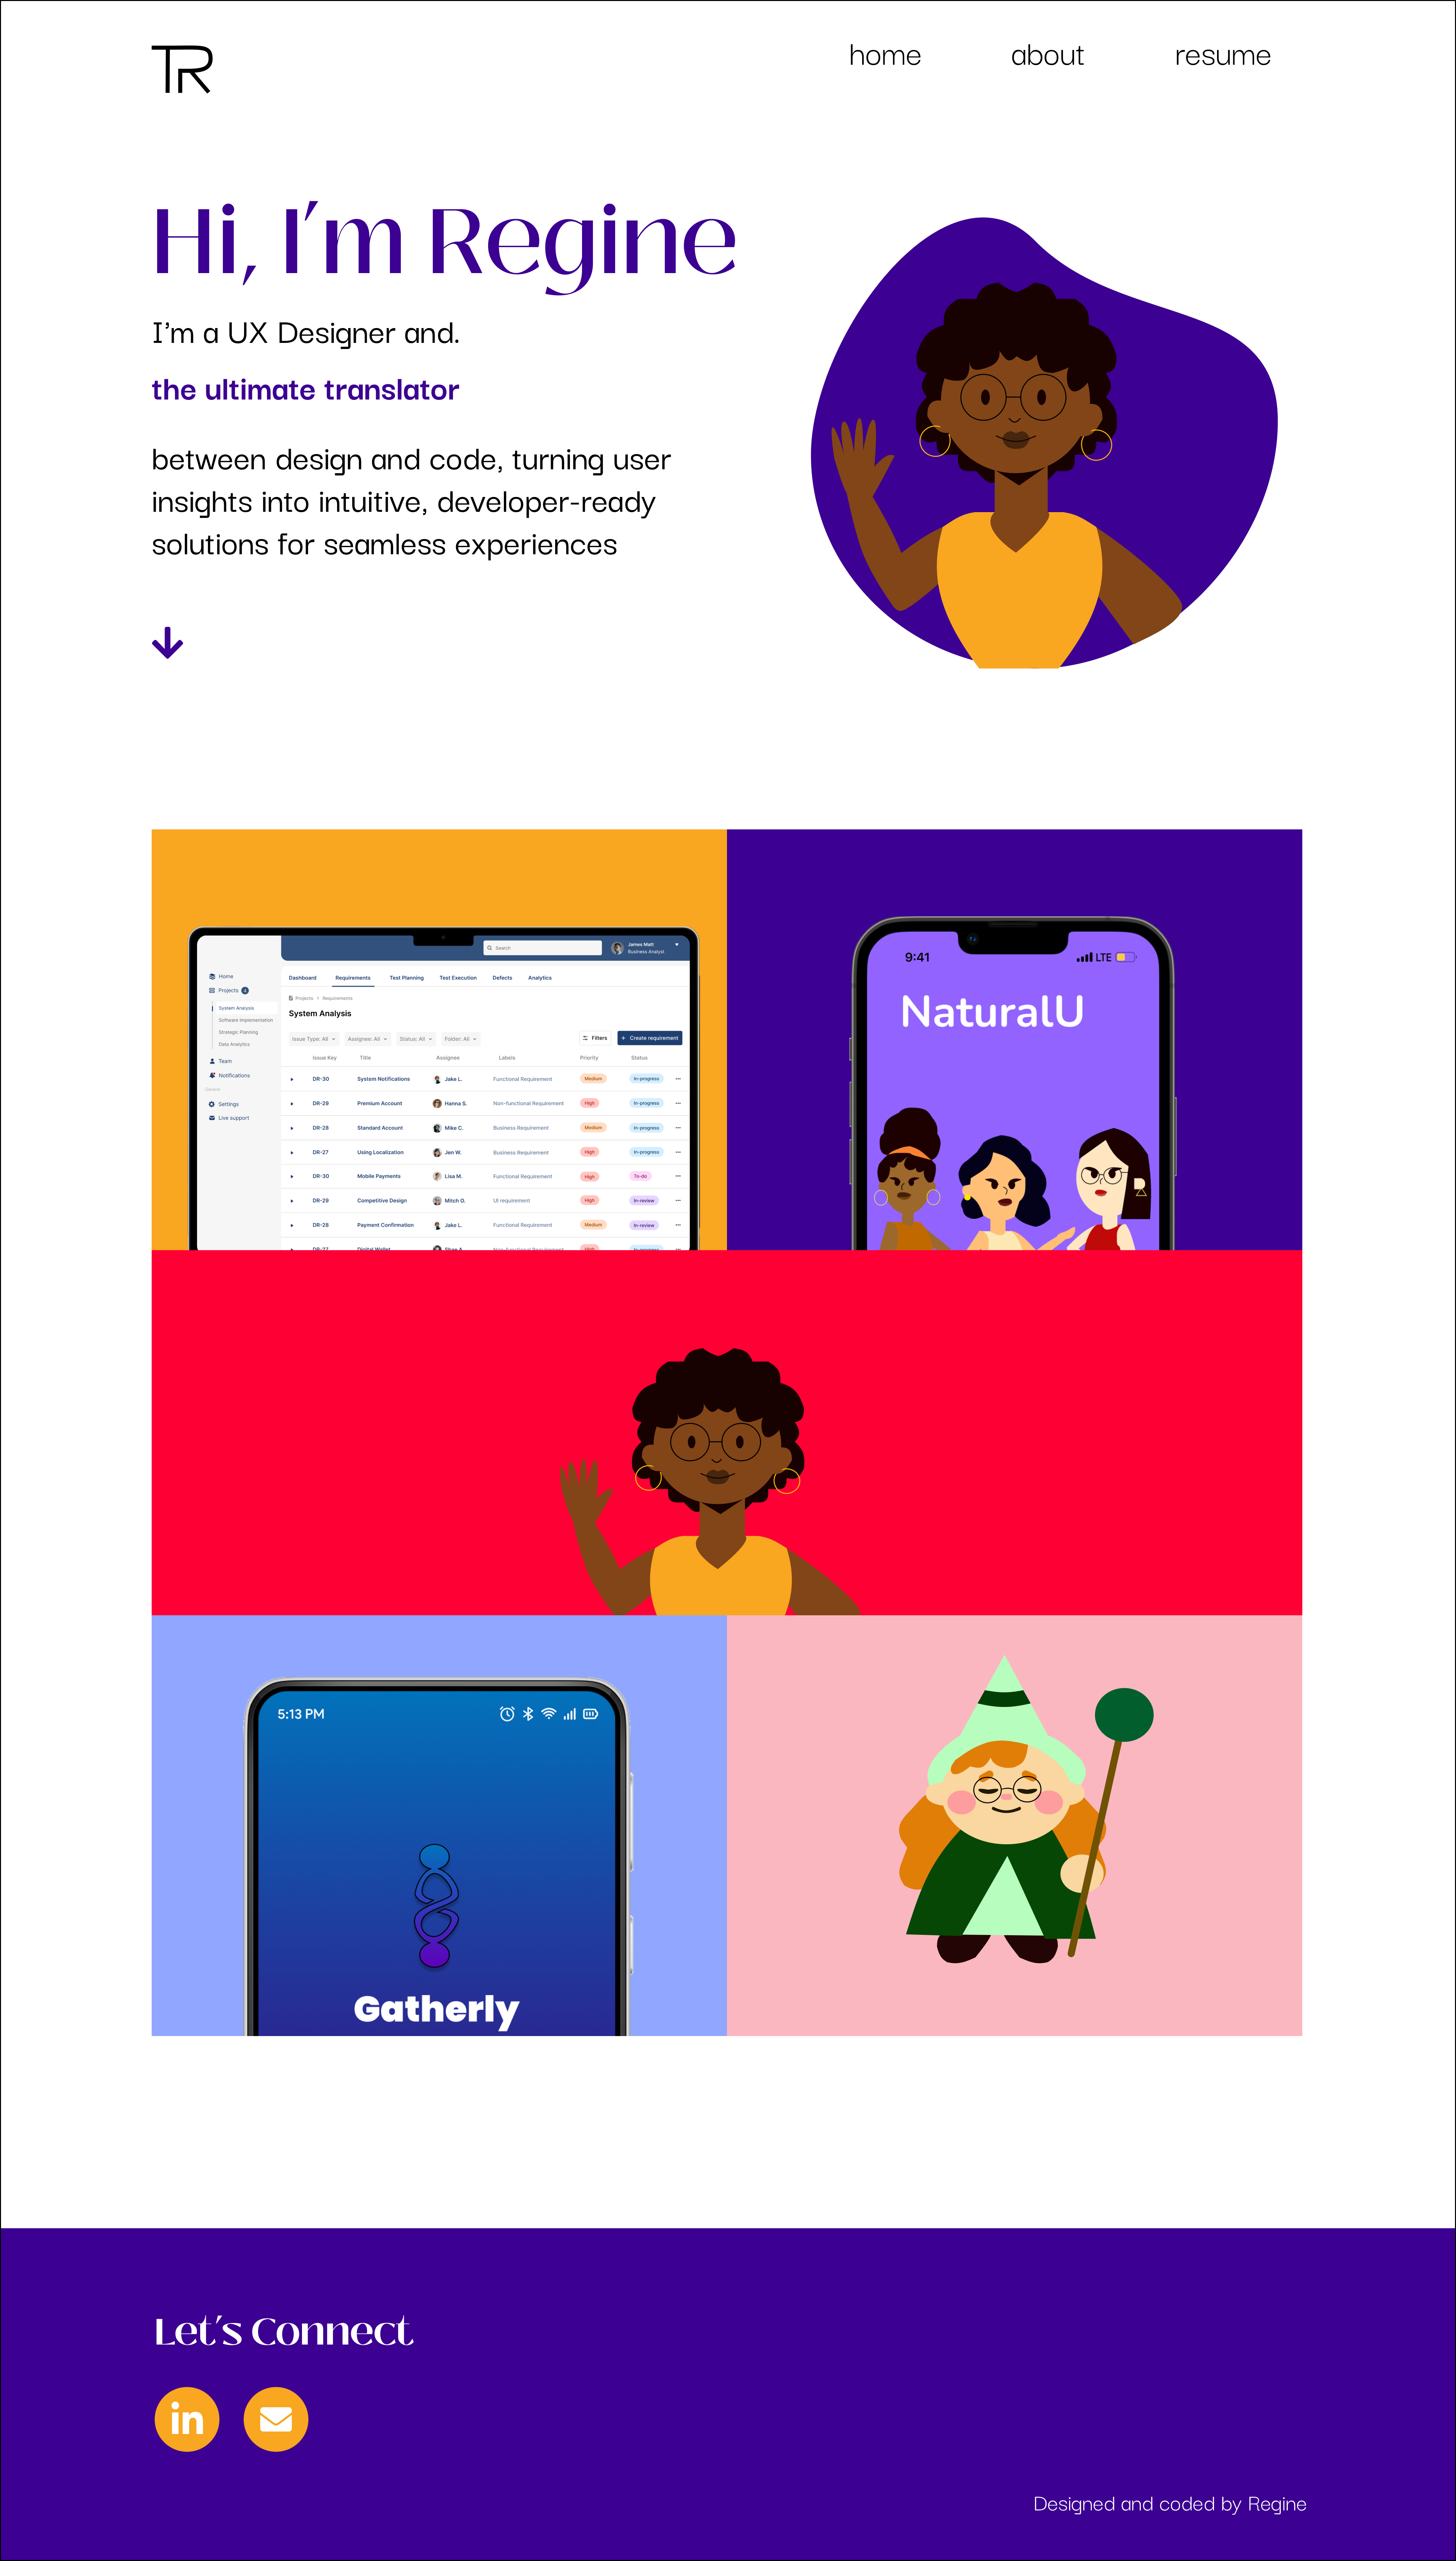 TR
home about resume
Hi, I'm Regine
I'm a UX Designer and.
the ultimate translator
between design and code, turning user
insights into intuitive, developer-ready
solutions for seamless experiences
Search
James Matt
Business Analyst
Home
Projects
System Analysis
Software Implementation
Strategic Planning
Data Analytics
Team
Notifications
General
Settings
Live support
Dashboard Requirements Test Planning Test Execution Defects Analytics
Projects Requirements
System Analysis
Issue Type: All Assignee: All Status: All Folder: All Filters + Create requirement
Issue Key Title Assignee Labels Priority Status
DR-30 System Notifications Jake L. Functional Requirement Medium In-progress
DR-29 Premium Account Hanna S. Non-functional Requirement High In-progress
DR-28 Standard Account Mike C. Business Requirement Medium In-progress
DR-27 Using Localization Jen W. Business Requirement High In-progress
DR-30 Mobile Payments Lisa M. Functional Requirement High To-do
DR-29 Competitive Design Mitch O. UI requirement High In-review
DR-28 Payment Confirmation Jake L. Functional Requirement Medium In-review
DR-27 Digital Wallet
9:41 LTE
NaturalU
5:13 PM
Gatherly
Let's Connect
in
Designed and coded by Regine